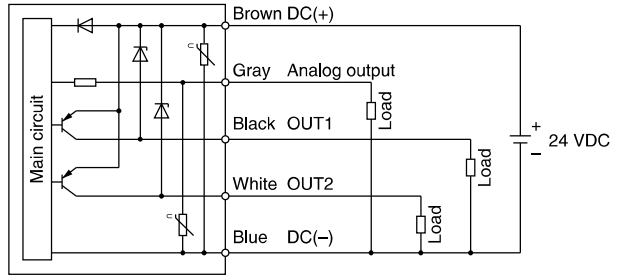 Brown DC(+)
Gray Analog output
Load
Main circuit
Black OUT1
Load
+
− 24 VDC
White OUT2
Load
Blue DC(−)